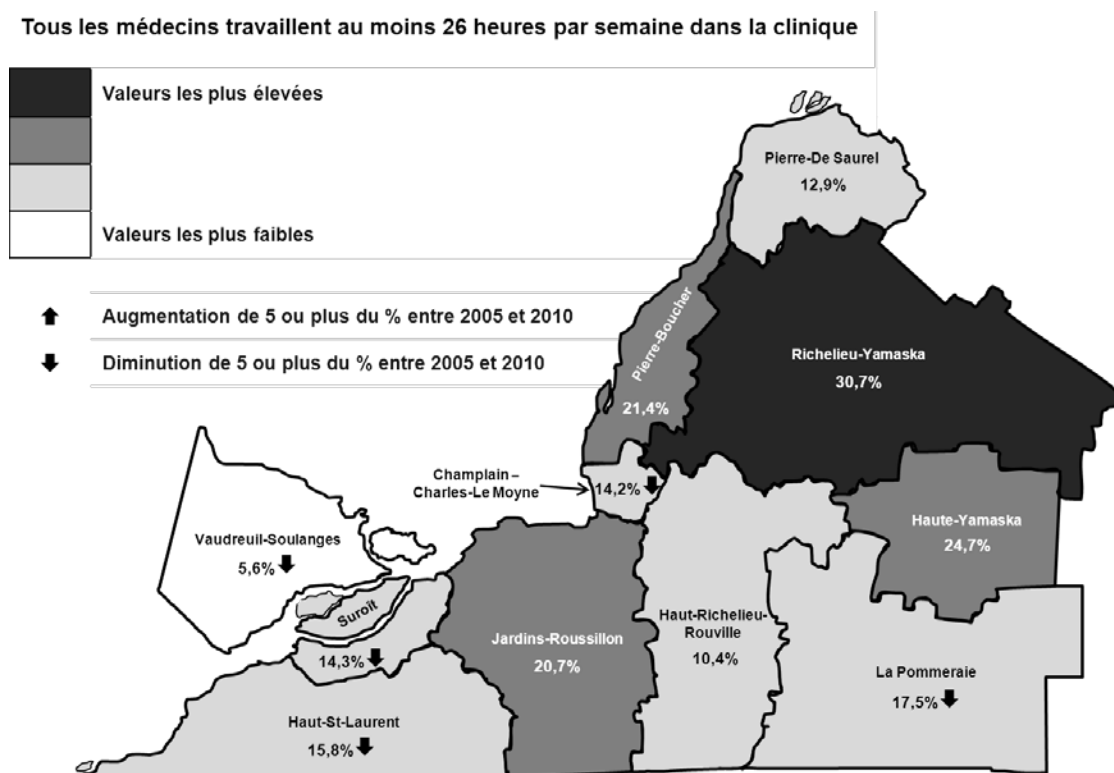 Tous les médecins travaillent au moins 26 heures par semaine dans la clinique
Valeurs les plus élevées
Valeurs les plus faibles
Augmentation de 5 ou plus du % entre 2005 et 2010
Diminution de 5 ou plus du % entre 2005 et 2010
Pierre-De Saurel
12,9%
Pierre-Boucher
21,4%
Richelieu-Yamaska
30,7%
Champlain –
Charles-Le Moyne
14,2%
Haute-Yamaska
24,7%
Vaudreuil-Soulanges
5,6%
Suroît
14,3%
Jardins-Roussillon
20,7%
Haut-Richelieu-
Rouville
10,4%
La Pommeraie
17,5%
Haut-St-Laurent
15,8%